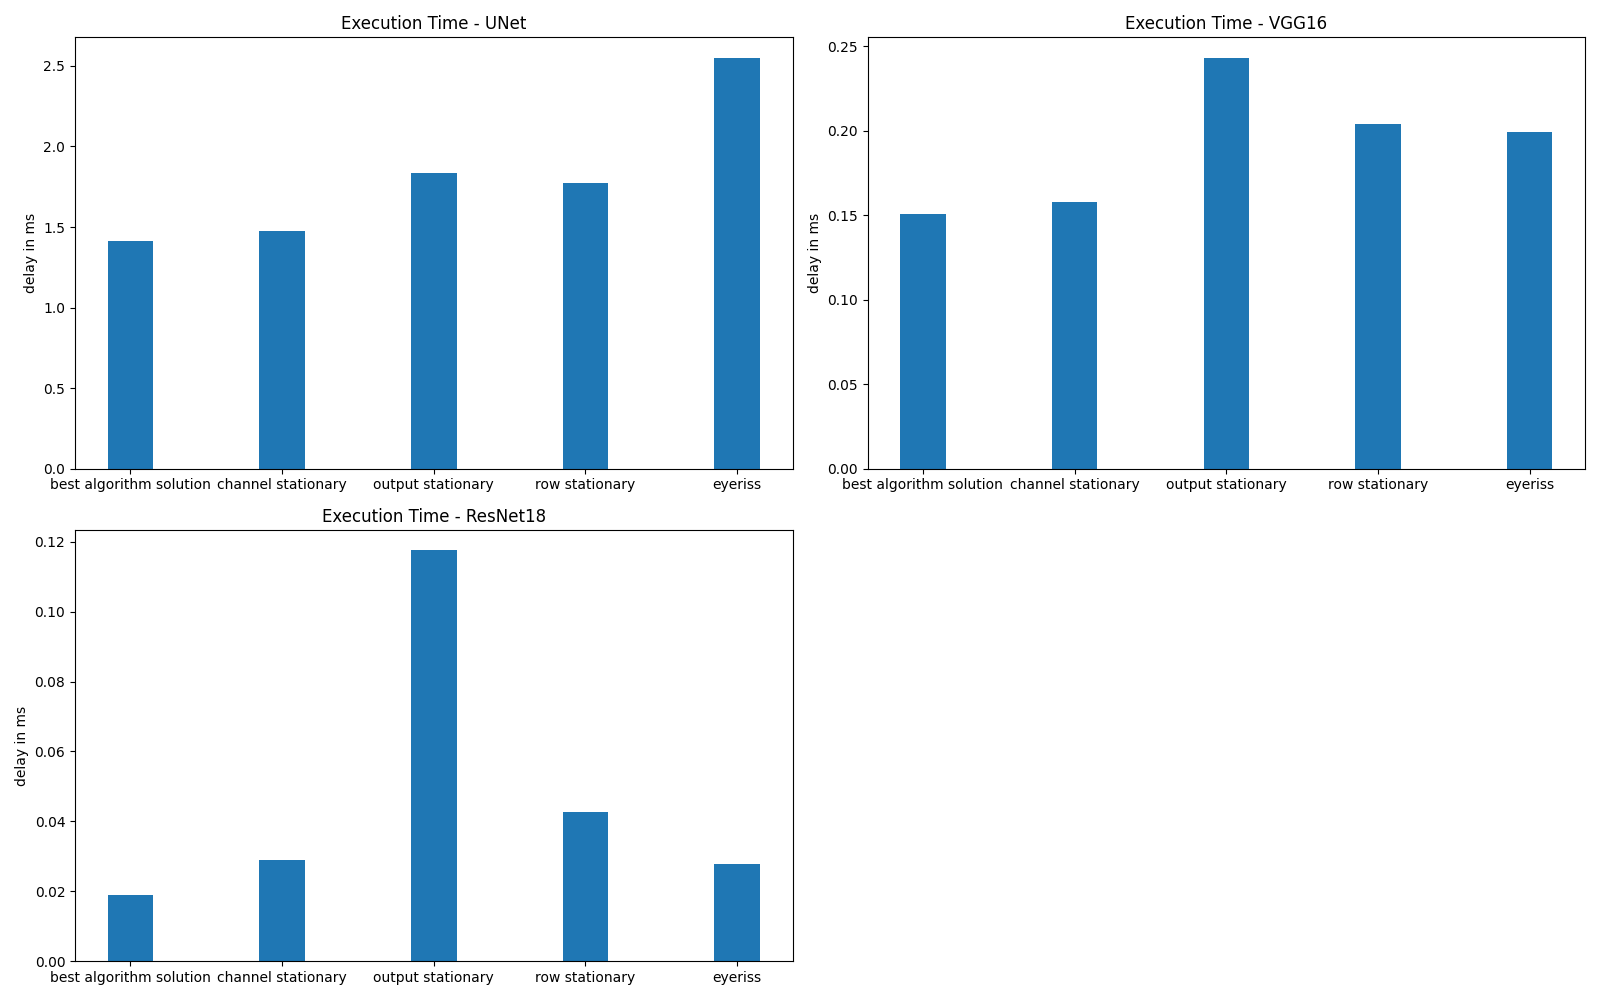 Execution Time - UNet
delay in ms
2.5
2.0
1.5
1.0
0.5
0.0
best algorithm solution channel stationary output stationary row stationary eyeriss
Execution Time - VGG16
delay in ms
0.25
0.20
0.15
0.10
0.05
0.00
best algorithm solution channel stationary output stationary row stationary eyeriss
Execution Time - ResNet18
delay in ms
0.12
0.10
0.08
0.06
0.04
0.02
0.00
best algorithm solution channel stationary output stationary row stationary eyeriss